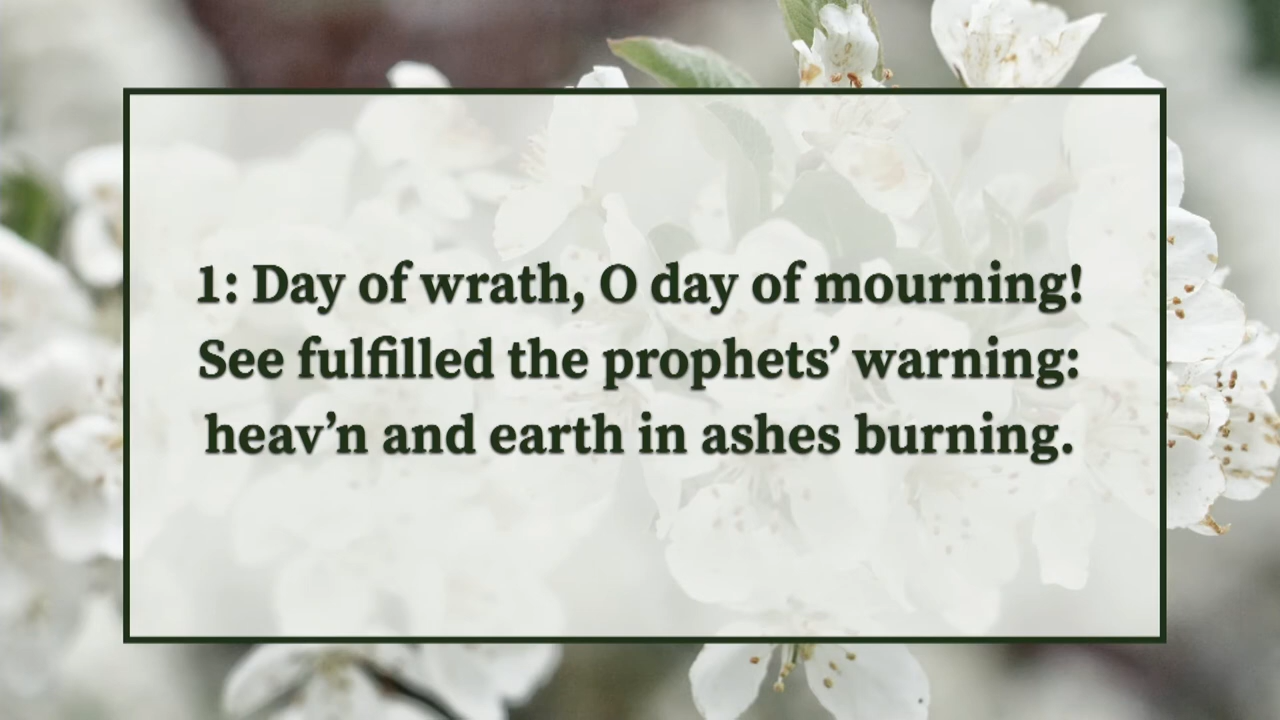 1: Day of wrath, O day of mourning!
See fulfilled the prophets’ warning:
heav’n and earth in ashes burning.